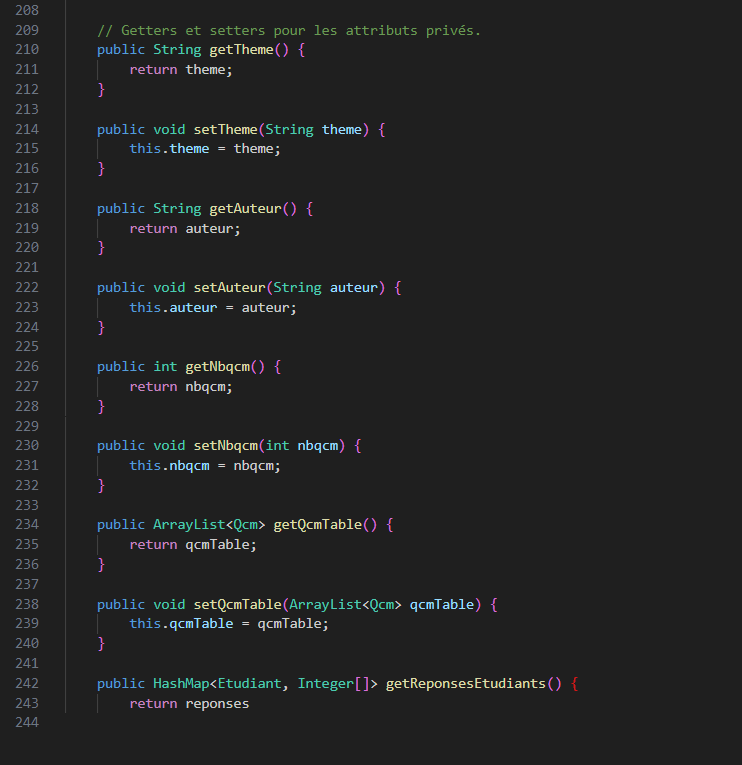 208
209 // Getters et setters pour les attributs privés.
210 public String getTheme() {
211 return theme;
212 }
213
214 public void setTheme(String theme) {
215 this.theme = theme;
216 }
217
218 public String getAuteur() {
219 return auteur;
220 }
221
222 public void setAuteur(String auteur) {
223 this.auteur = auteur;
224 }
225
226 public int getNbqcm() {
227 return nbqcm;
228 }
229
230 public void setNbqcm(int nbqcm) {
231 this.nbqcm = nbqcm;
232 }
233
234 public ArrayList<Qcm> getQcmTable() {
235 return qcmTable;
236 }
237
238 public void setQcmTable(ArrayList<Qcm> qcmTable) {
239 this.qcmTable = qcmTable;
240 }
241
242 public HashMap<Etudiant, Integer[]> getReponsesEtudiants() {
243 return reponses
244